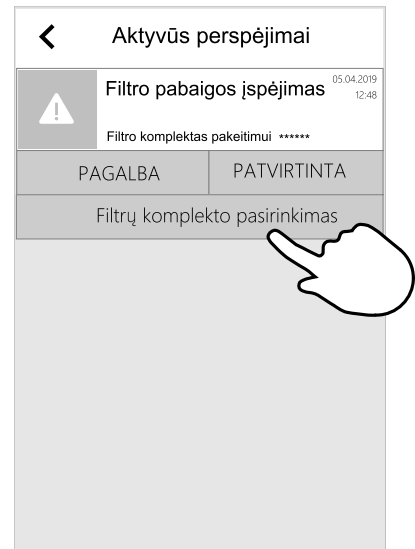 Aktyvūs perspėjimai
Filtro pabaigos įspėjimas
05.04.2019
12:48
Filtro komplektas pakeitimui ******
PAGALBA
PATVIRTINTA
Filtrų komplekto pasirinkimas